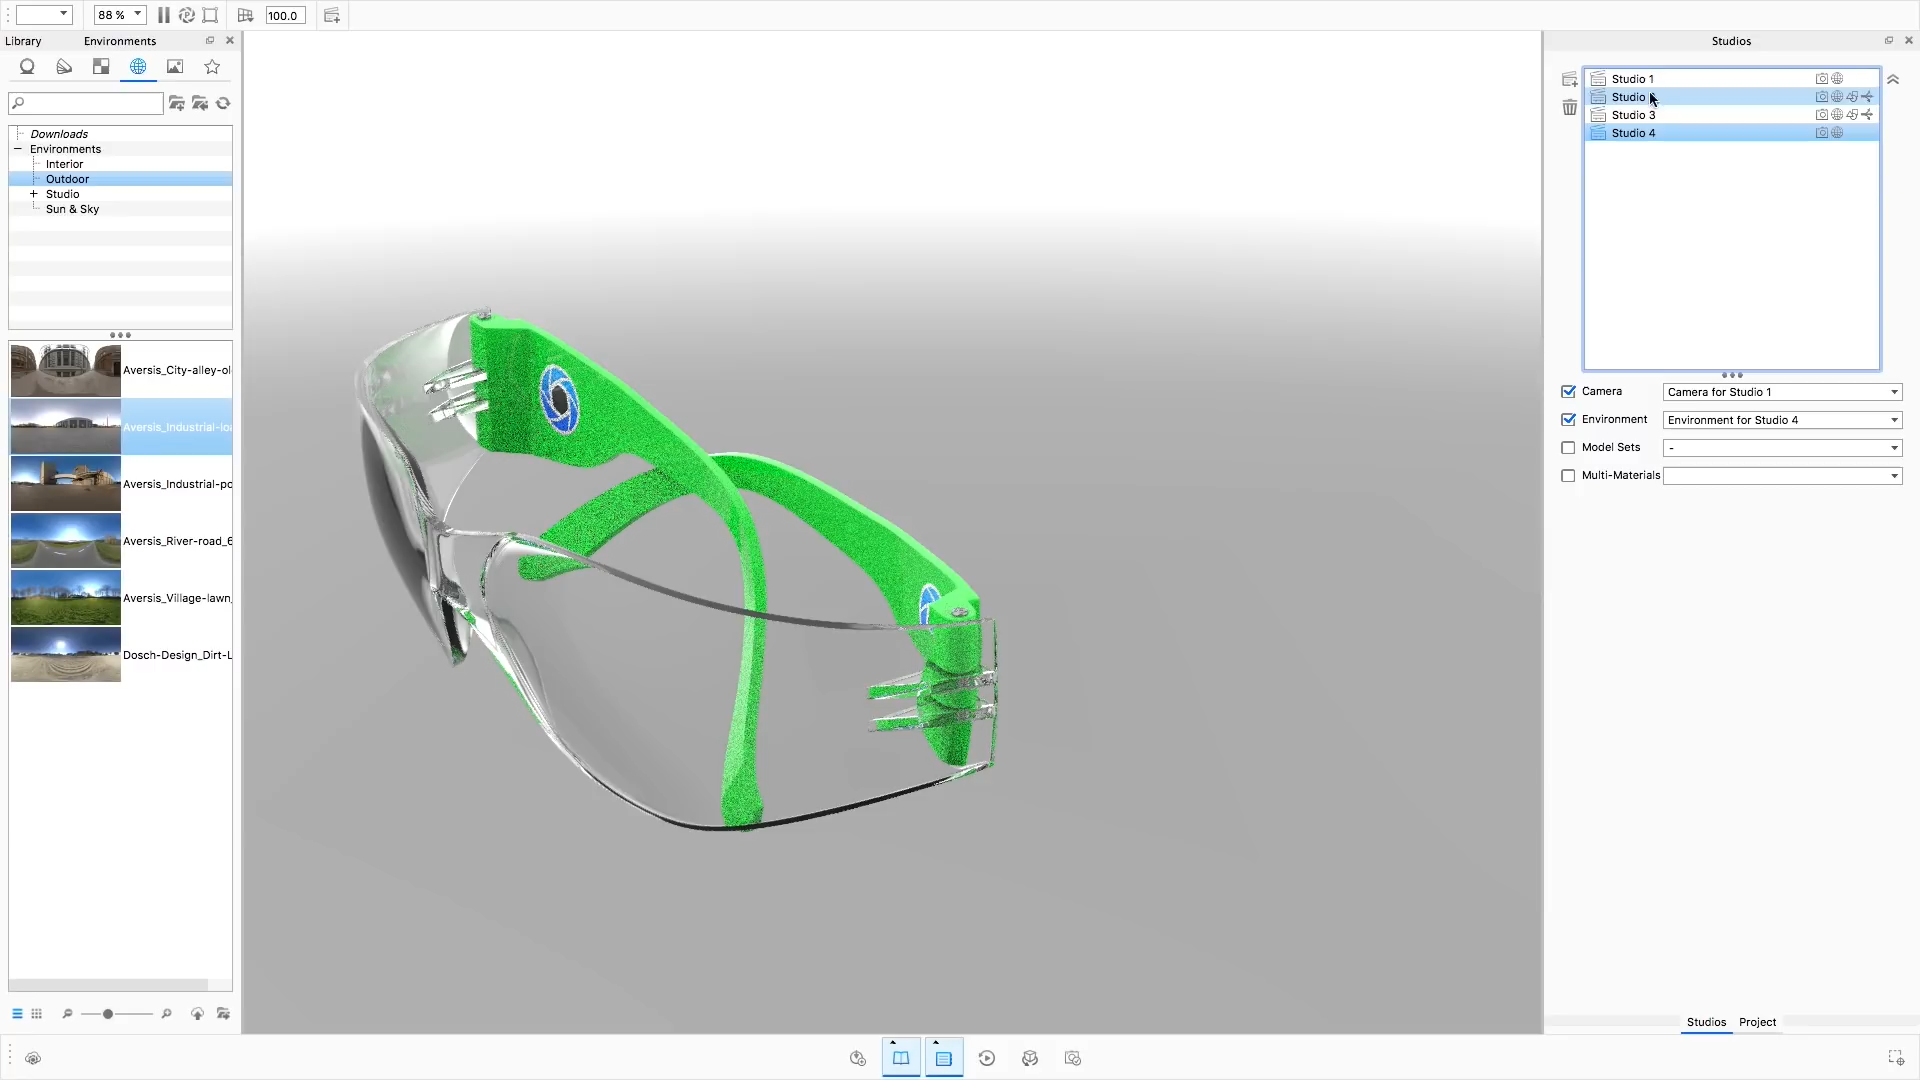 88 %
100.0
Library
Environments
Studios
Downloads
Environments
Interior
Outdoor
Studio
Sun & Sky
Aversis_City-alley-ol
Aversis_Industrial-loa
Aversis_Industrial-po
Aversis_River-road_6
Aversis_Village-lawn_
Dosch-Design_Dirt-L
Studio 1
Studio
Studio 3
Studio 4
Camera
Camera for Studio 1
Environment
Environment for Studio 4
Model Sets
-
Multi-Materials
Studios
Project